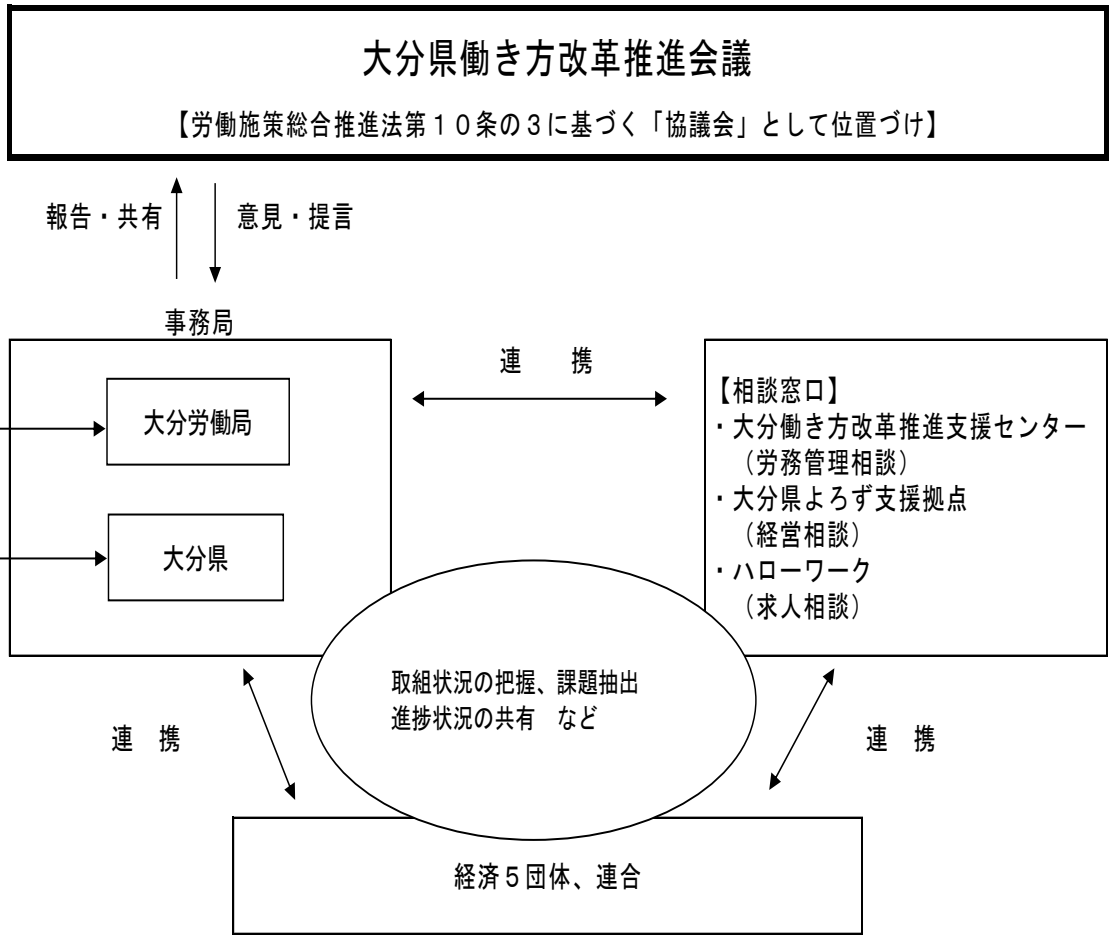 大分県働き方改革推進会議
【労働施策総合推進法第１０条の３に基づく「協議会」として位置づけ】
報告・共有
意見・提言
事務局
大分労働局
大分県
連　携
【相談窓口】
・大分働き方改革推進支援センター
（労務管理相談）
・大分県よろず支援拠点
（経営相談）
・ハローワーク
（求人相談）
取組状況の把握、課題抽出
進捗状況の共有　など
連　携
連　携
経済５団体、連合